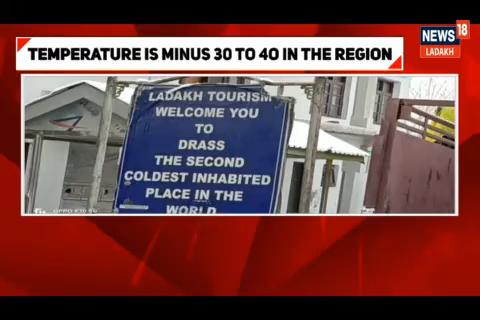 TEMPERATURE IS MINUS 30 TO 40 IN THE REGION
NEWS 18
LADAKH
LADAKH TOURISM
WELCOME YOU
TO
DRASS
THE SECOND
COLDEST INHABITED
PLACE IN THE
WORLD